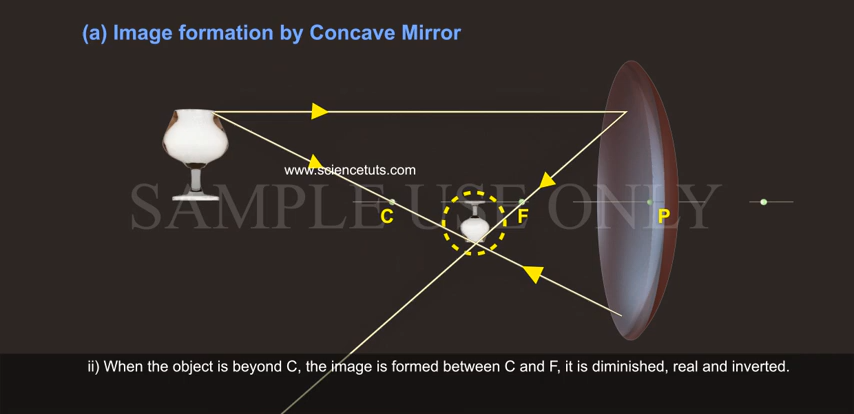 (a) Image formation by Concave Mirror
www.sciencetuts.com
SAMPLE USE ONLY
C
F
P
ii) When the object is beyond C, the image is formed between C and F, it is diminished, real and inverted.